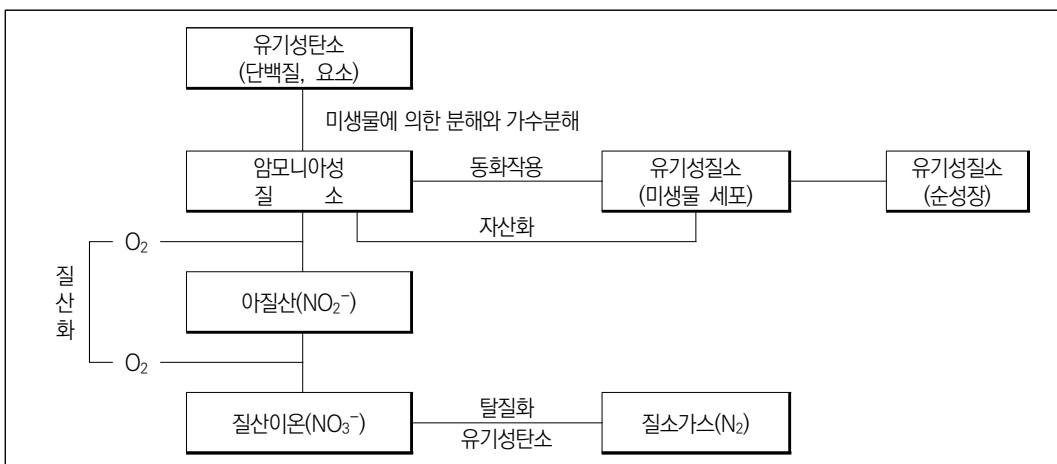 유기성탄소
(단백질, 요소)
미생물에 의한 분해와 가수분해
암모니아성
질 소
동화작용
유기성질소
(미생물 세포)
유기성질소
(순성장)
자산화
O₂
질
산
화
아질산(NO₂⁻)
O₂
질산이온(NO₃⁻)
탈질화
유기성탄소
질소가스(N₂)